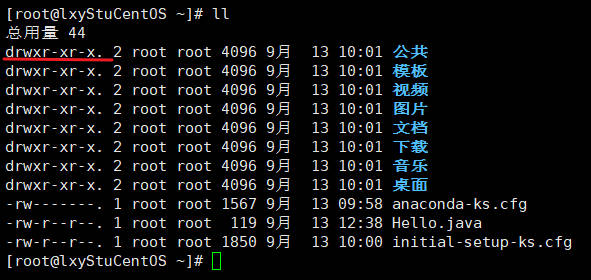 [root@lxyStuCentOS ~]# ll
总用量 44
drwxr-xr-x. 2 root root 4096 9月  13 10:01 公共
drwxr-xr-x. 2 root root 4096 9月  13 10:01 模板
drwxr-xr-x. 2 root root 4096 9月  13 10:01 视频
drwxr-xr-x. 2 root root 4096 9月  13 10:01 图片
drwxr-xr-x. 2 root root 4096 9月  13 10:01 文档
drwxr-xr-x. 2 root root 4096 9月  13 10:01 下载
drwxr-xr-x. 2 root root 4096 9月  13 10:01 音乐
drwxr-xr-x. 2 root root 4096 9月  13 10:01 桌面
-rw-------. 1 root root 1567 9月  13 09:58 anaconda-ks.cfg
-rw-r--r--. 1 root root  119 9月  13 12:38 Hello.java
-rw-r--r--. 1 root root 1850 9月  13 10:00 initial-setup-ks.cfg
[root@lxyStuCentOS ~]#